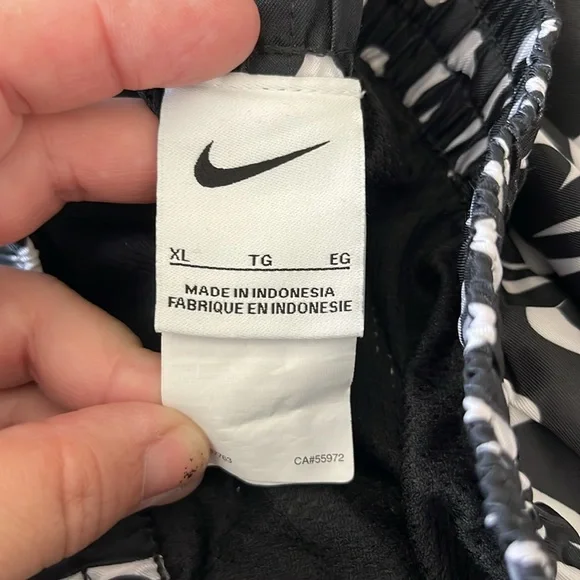 XL TG EG
MADE IN INDONESIA
FABRIQUE EN INDONESIE
CA#55972